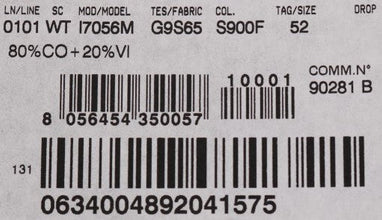 LN/LINE SC MOD/MODEL TES/FABRIC COL. TAG/SIZE DROP
0101 WT I7056M G9S65 S900F 52
80%CO+20%VI
10001
COMM.N°
90281 B
8 056454 350057
131
0634004892041575